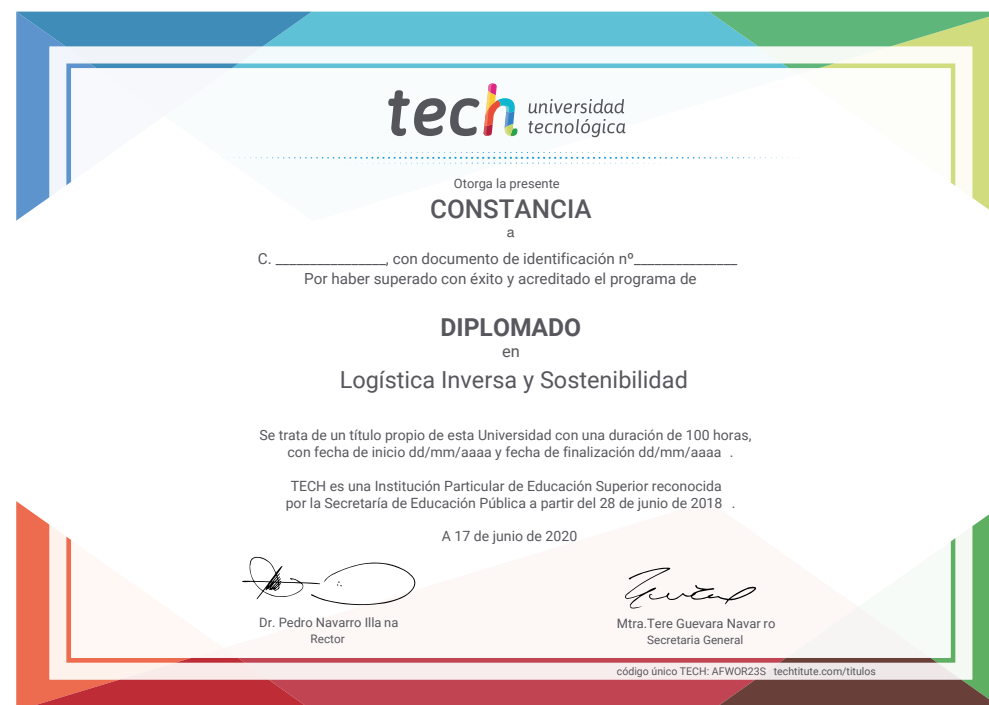 tech universidad
tecnológica
Otorga la presente
CONSTANCIA
a
C. ________________, con documento de identificación nº_______________
Por haber superado con éxito y acreditado el programa de
DIPLOMADO
en
Logística Inversa y Sostenibilidad
Se trata de un título propio de esta Universidad con una duración de 100 horas,
con fecha de inicio dd/mm/aaaa y fecha de finalización dd/mm/aaaa .
TECH es una Institución Particular de Educación Superior reconocida
por la Secretaría de Educación Pública a partir del 28 de junio de 2018 .
A 17 de junio de 2020
Dr. Pedro Navarro Illa na
Rector
Mtra.Tere Guevara Navar ro
Secretaria General
código único TECH: AFWOR23S techtitute.com/titulos